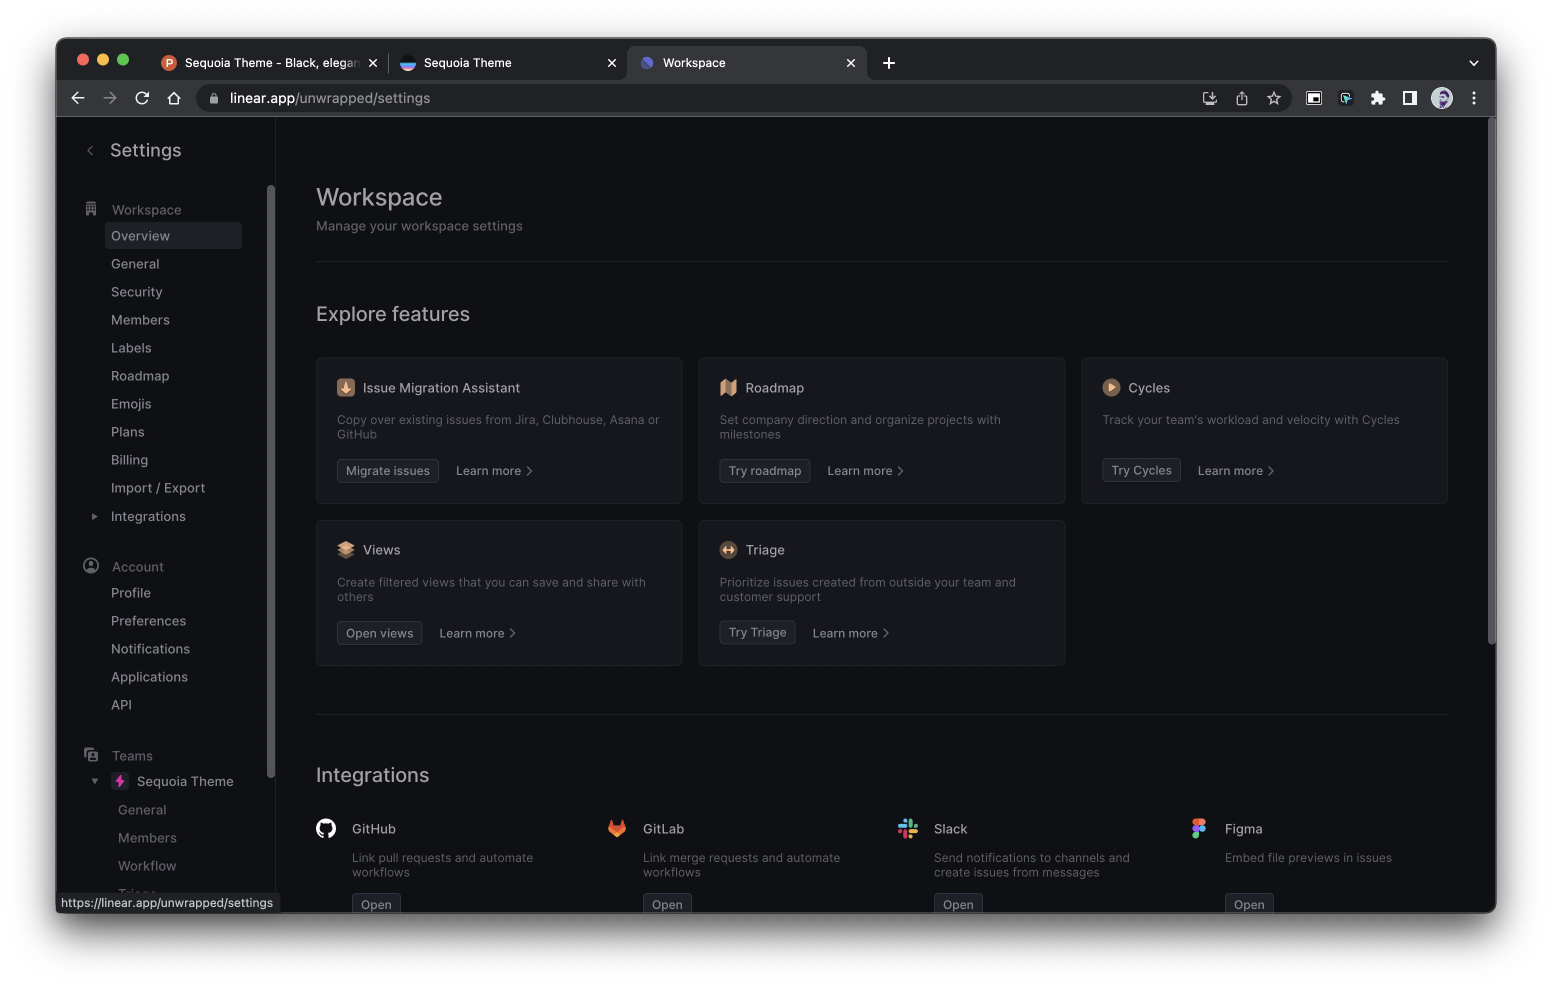 Sequoia Theme - Black, elegan
Sequoia Theme
Workspace
linear.app/unwrapped/settings
Settings
Workspace
Overview
General
Security
Members
Labels
Roadmap
Emojis
Plans
Billing
Import / Export
Integrations
Account
Profile
Preferences
Notifications
Applications
API
Teams
Sequoia Theme
General
Members
Workflow
Triage
https://linear.app/unwrapped/settings
Workspace
Manage your workspace settings
Explore features
Issue Migration Assistant
Copy over existing issues from Jira, Clubhouse, Asana or
GitHub
Migrate issues
Learn more
Roadmap
Set company direction and organize projects with
milestones
Try roadmap
Learn more
Cycles
Track your team's workload and velocity with Cycles
Try Cycles
Learn more
Views
Create filtered views that you can save and share with
others
Open views
Learn more
Triage
Prioritize issues created from outside your team and
customer support
Try Triage
Learn more
Integrations
GitHub
Link pull requests and automate
workflows
Open
GitLab
Link merge requests and automate
workflows
Open
Slack
Send notifications to channels and
create issues from messages
Open
Figma
Embed file previews in issues
Open